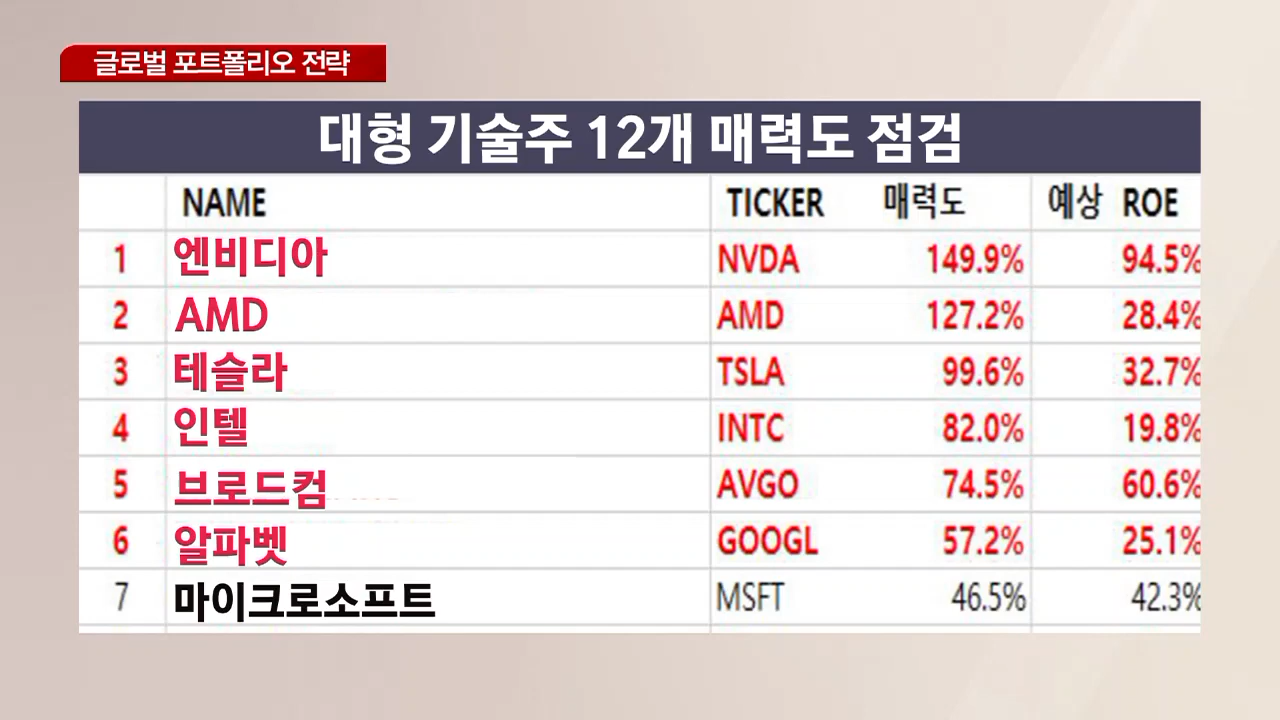 글로벌 포트폴리오 전략
대형 기술주 12개 매력도 점검
NAME TICKER 매력도 예상 ROE
1 엔비디아 NVDA 149.9% 94.5%
2 AMD AMD 127.2% 28.4%
3 테슬라 TSLA 99.6% 32.7%
4 인텔 INTC 82.0% 19.8%
5 브로드컴 AVGO 74.5% 60.6%
6 알파벳 GOOGL 57.2% 25.1%
7 마이크로소프트 MSFT 46.5% 42.3%